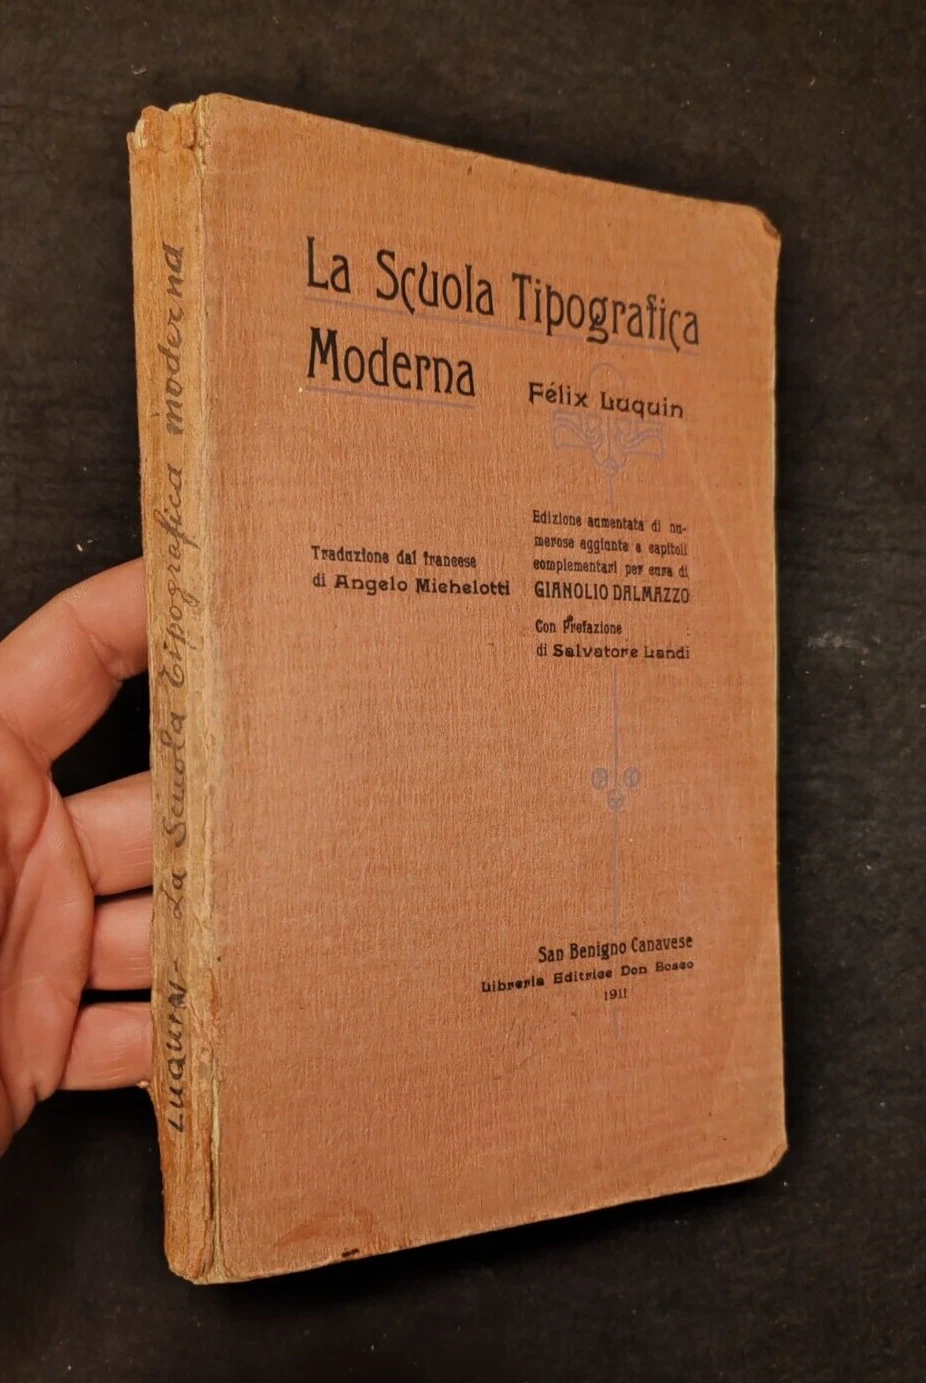 La Scuola Tipografica
Moderna
Félix Luquin
Traduzione dal francese
di Angelo Michelotti
Edizione aumentata di nu-
merose aggiunte e capitoli
complementari per cura di
GIANOLIO DALMAZZO
Con Prefazione
di Salvatore Landi
San Benigno Canavese
Libreria Editrice Don Bosco
1911
LUQUIN - La Scuola Tipografica moderna